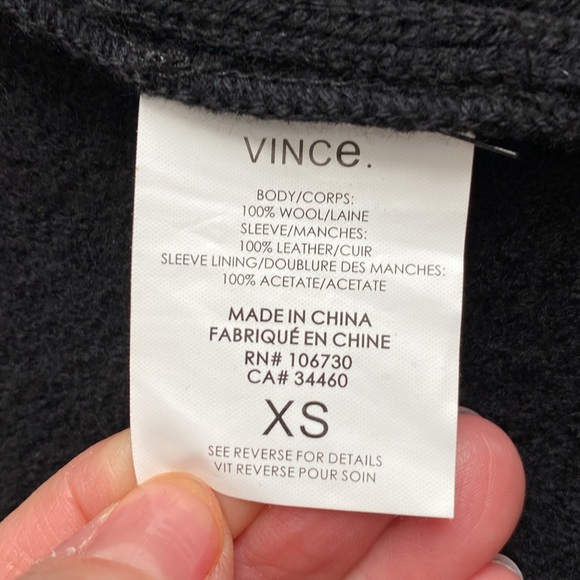 VINCe.
BODY/CORPS:
100% WOOL/LAINE
SLEEVE/MANCHES:
100% LEATHER/CUIR
SLEEVE LINING/DOUBLURE DES MANCHES:
100% ACETATE/ACETATE
MADE IN CHINA
FABRIQUÉ EN CHINE
RN# 106730
CA# 34460
XS
SEE REVERSE FOR DETAILS
VIT REVERSE POUR SOIN